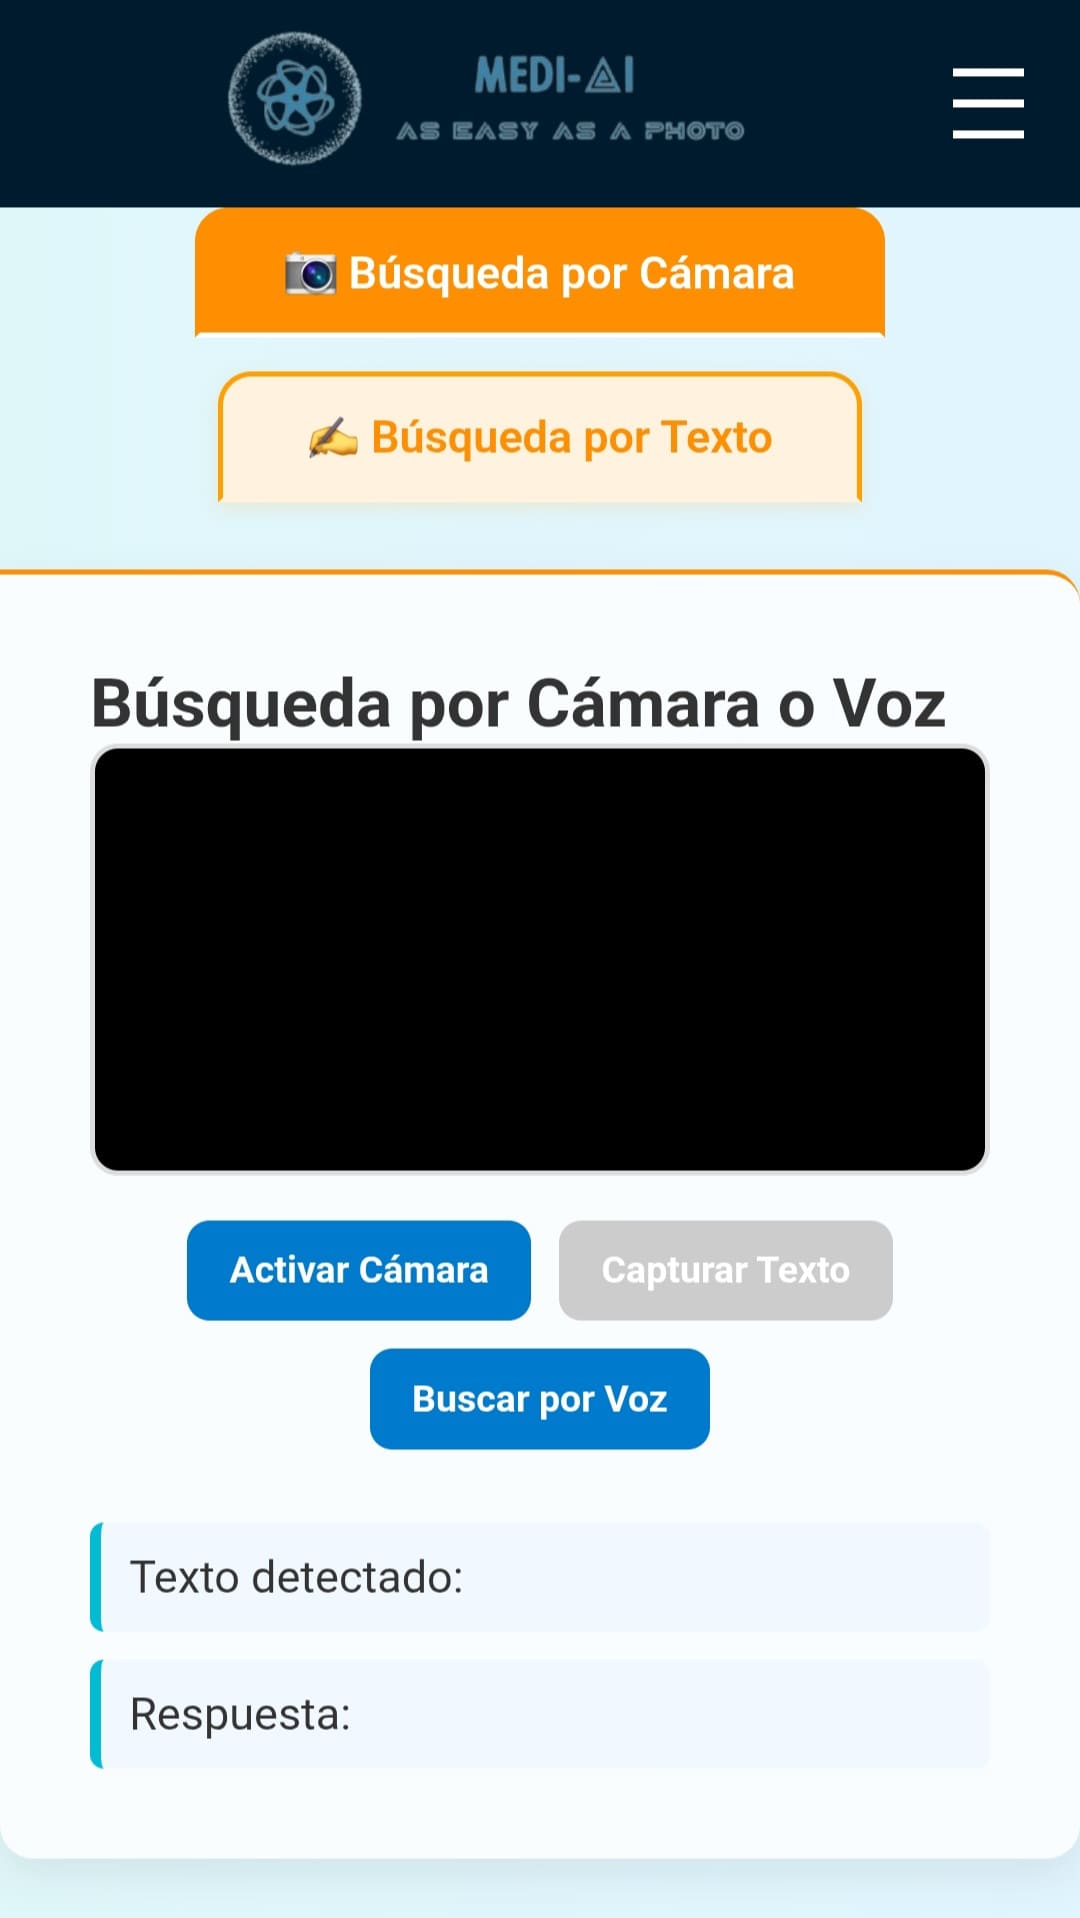 MEDI-AI
AS EASY AS A PHOTO
Búsqueda por Cámara
Búsqueda por Texto
Búsqueda por Cámara o Voz
Activar Cámara
Capturar Texto
Buscar por Voz
Texto detectado:
Respuesta: